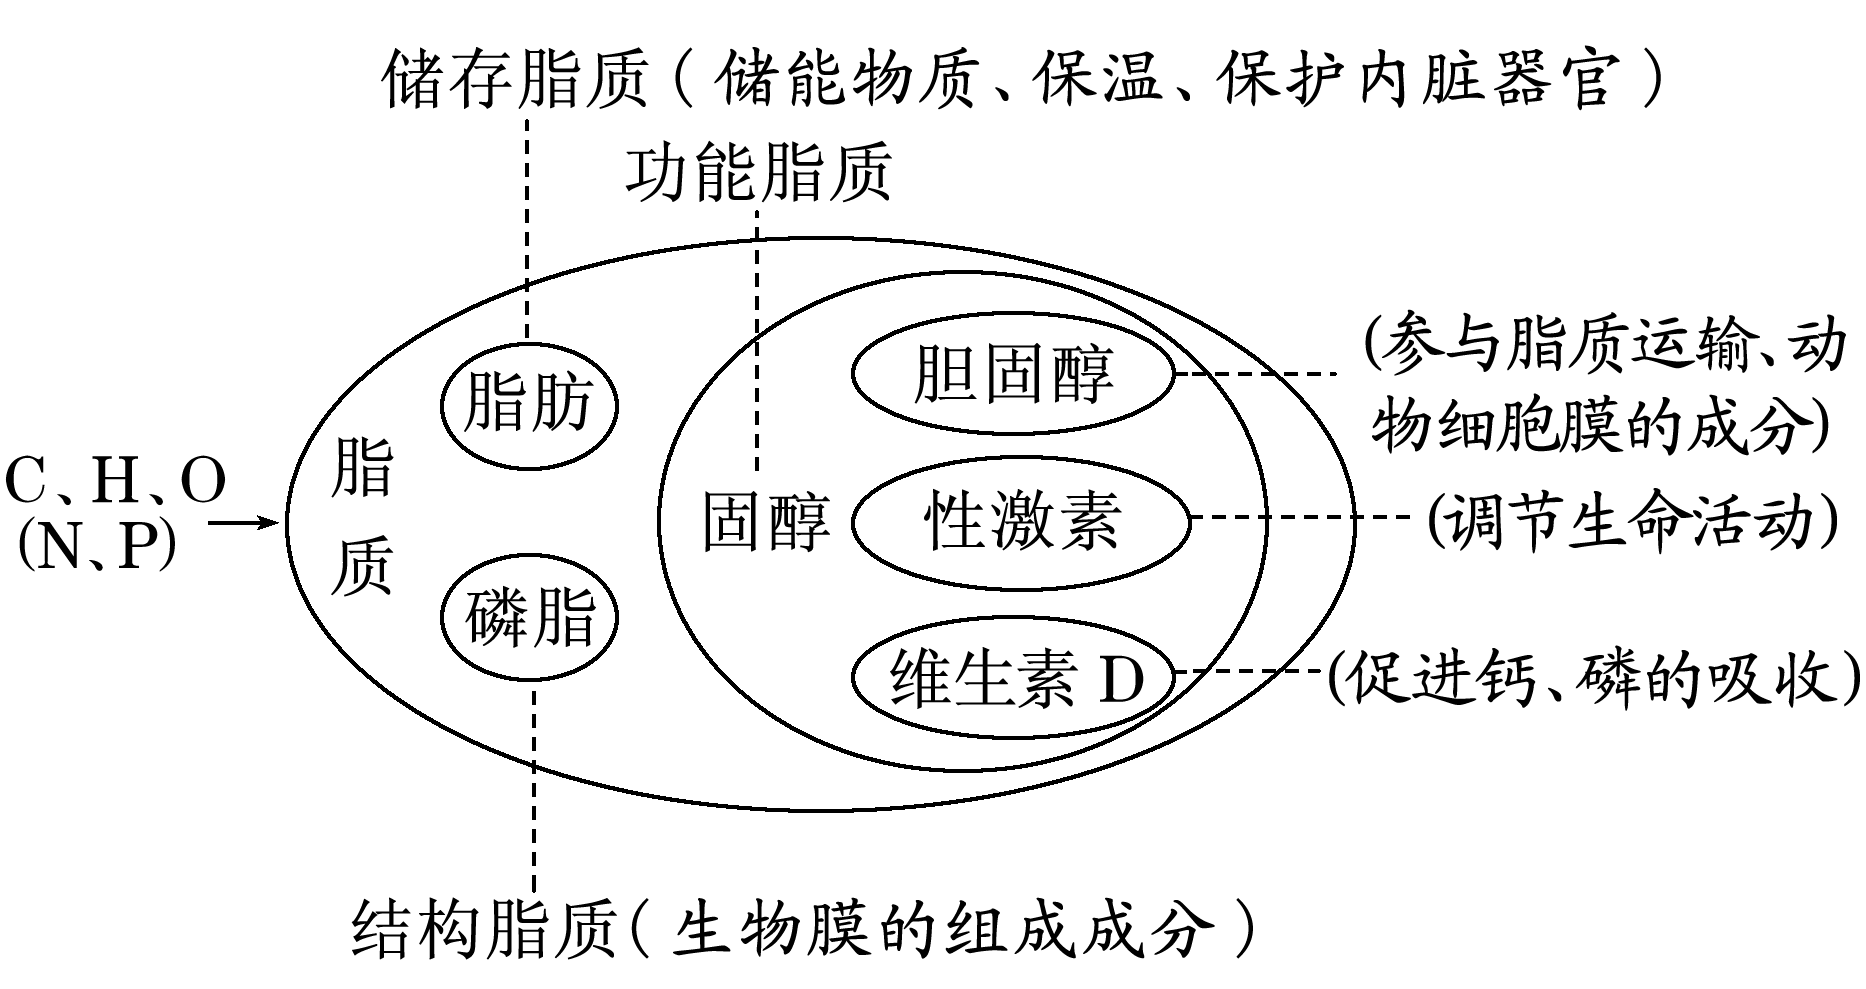 储存脂质(储能物质、保温、保护内脏器官)
功能脂质
脂肪
脂质
C、H、O
(N、P)
磷脂
固醇
胆固醇
(参与脂质运输、动
物细胞膜的成分)
性激素
(调节生命活动)
维生素 D
(促进钙、磷的吸收)
结构脂质(生物膜的组成成分)